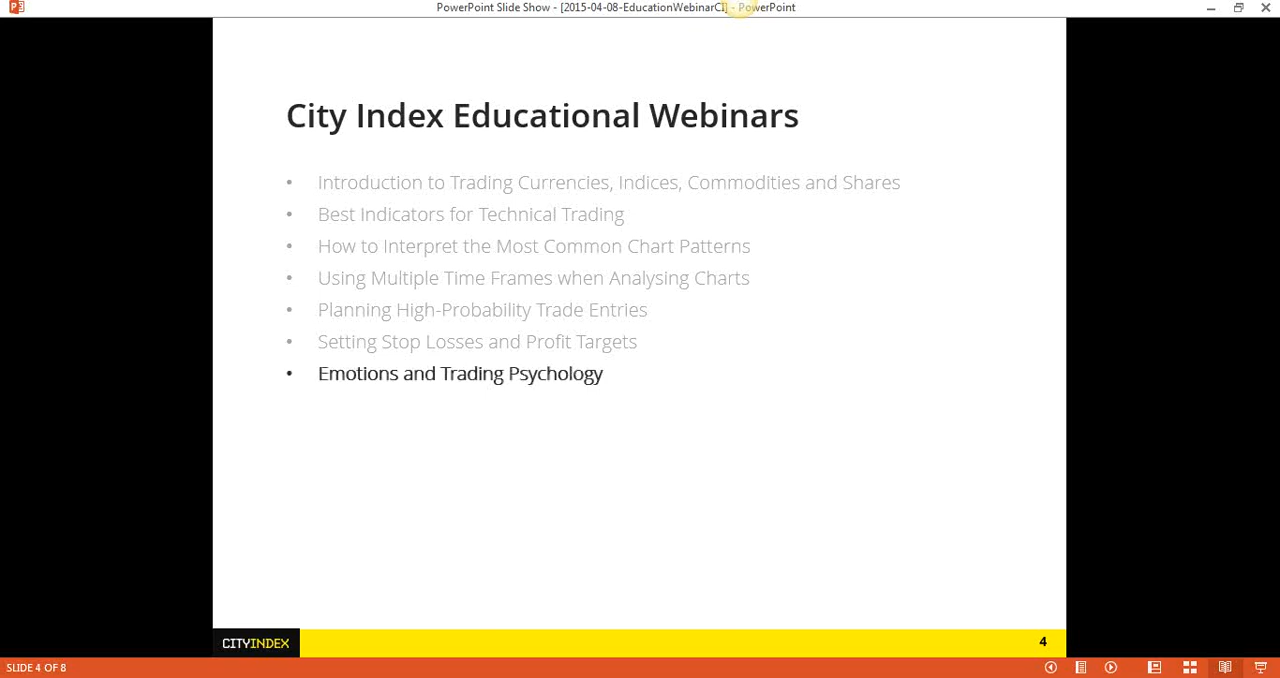 PowerPoint Slide Show - [2015-04-08-EducationWebinarCI] - PowerPoint
City Index Educational Webinars
• Introduction to Trading Currencies, Indices, Commodities and Shares
• Best Indicators for Technical Trading
• How to Interpret the Most Common Chart Patterns
• Using Multiple Time Frames when Analysing Charts
• Planning High-Probability Trade Entries
• Setting Stop Losses and Profit Targets
• Emotions and Trading Psychology
CITYINDEX
4
SLIDE 4 OF 8